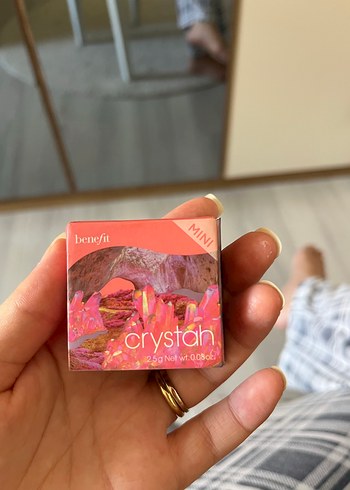 benefit
MINI
crystah
2.5g Net wt. 0.08oz